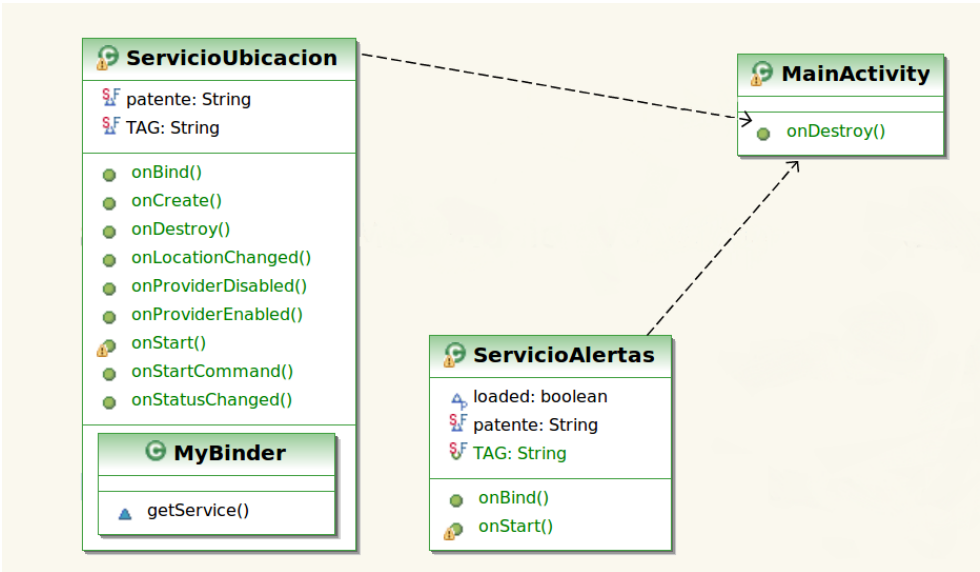 ServicioUbicacion
patente: String
TAG: String
onBind()
onCreate()
onDestroy()
onLocationChanged()
onProviderDisabled()
onProviderEnabled()
onStart()
onStartCommand()
onStatusChanged()
MyBinder
getService()
MainActivity
onDestroy()
ServicioAlertas
loaded: boolean
patente: String
TAG: String
onBind()
onStart()